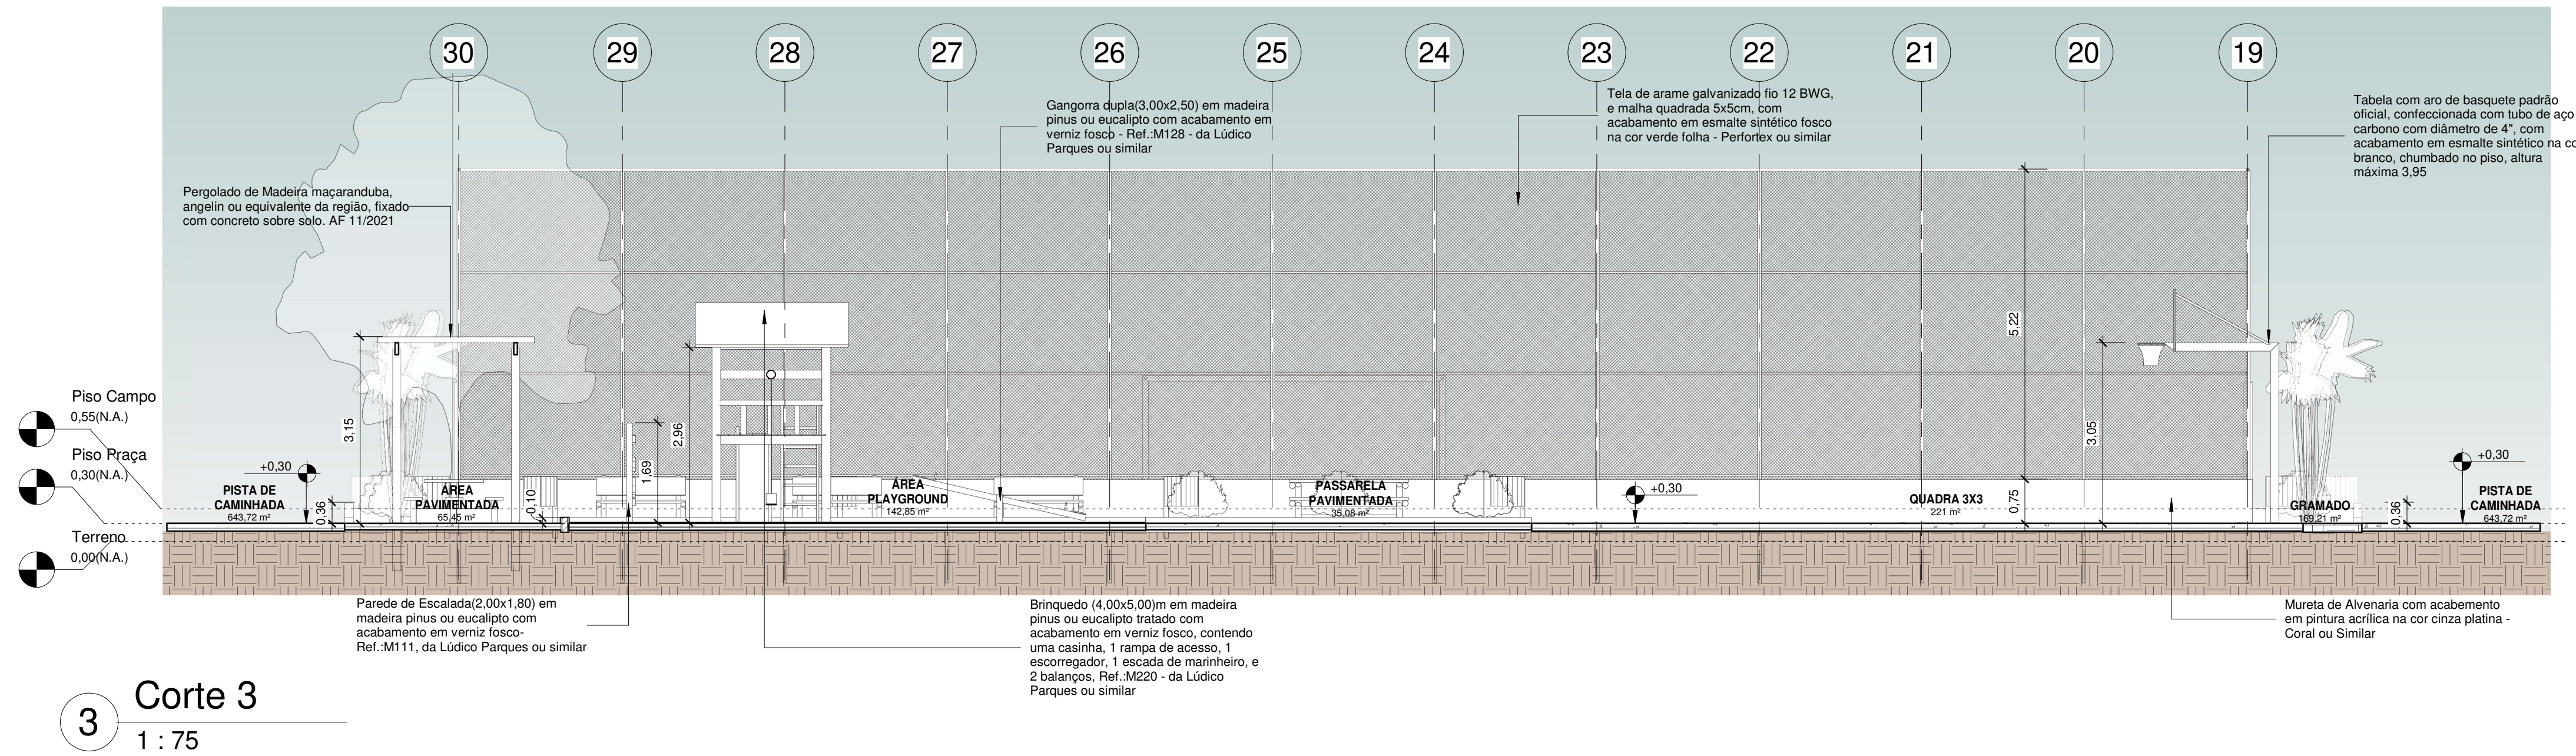 30
29
28
27
26
25
24
23
22
21
20
19
Gangorra dupla(3,00x2,50) em madeira
pinus ou eucalipto com acabamento em
verniz fosco - Ref.:M128 - da Lúdico
Parques ou similar
Tela de arame galvanizado fio 12 BWG,
e malha quadrada 5x5cm, com
acabamento em esmalte sintético fosco
na cor verde folha - Perfortex ou similar
Tabela com aro de basquete padrão
oficial, confeccionada com tubo de aço
carbono com diâmetro de 4", com
acabamento em esmalte sintético na co
branco, chumbado no piso, altura
máxima 3,95
Pergolado de Madeira maçaranduba,
angelin ou equivalente da região, fixado
com concreto sobre solo. AF 11/2021
5,22
3,15
2,96
3,05
1,69
0,10
0,36
0,75
0,36
Piso Campo
0,55(N.A.)
Piso Praça
0,30(N.A.)
Terreno
0,00(N.A.)
+0,30
+0,30
+0,30
PISTA DE
CAMINHADA
643,72 m²
ÁREA
PAVIMENTADA
65,45 m²
ÁREA
PLAYGROUND
142,85 m²
PASSARELA
PAVIMENTADA
35,08 m²
QUADRA 3X3
221 m²
GRAMADO
169,21 m²
PISTA DE
CAMINHADA
643,72 m²
Parede de Escalada(2,00x1,80) em
madeira pinus ou eucalipto com
acabamento em verniz fosco-
Ref.:M111, da Lúdico Parques ou similar
Brinquedo (4,00x5,00)m em madeira
pinus ou eucalipto tratado com
acabamento em verniz fosco, contendo
uma casinha, 1 rampa de acesso, 1
escorregador, 1 escada de marinheiro, e
2 balanços, Ref.:M220 - da Lúdico
Parques ou similar
Mureta de Alvenaria com acabemento
em pintura acrílica na cor cinza platina -
Coral ou Similar
3
Corte 3
1 : 75